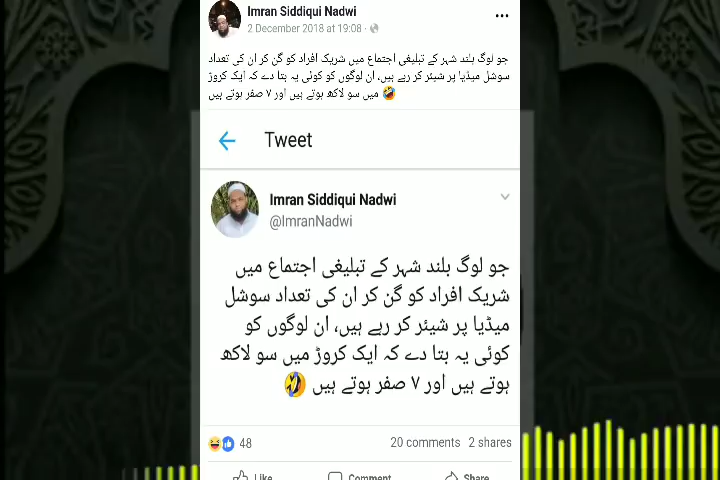 Imran Siddiqui Nadwi
2 December 2018 at 19:08
جو لوگ بلند شہر کے تبلیغی اجتماع میں شریک افراد کو گن کر ان کی تعداد
سوشل میڈیا پر شیئر کر رہے ہیں، ان لوگوں کو کوئی یہ بتا دے کہ ایک کروڑ
میں سو لاکھ ہوتے ہیں اور ۷ صفر ہوتے ہیں 🤣
Tweet
Imran Siddiqui Nadwi
@ImranNadwi
جو لوگ بلند شہر کے تبلیغی اجتماع میں
شریک افراد کو گن کر ان کی تعداد سوشل
میڈیا پر شیئر کر رہے ہیں، ان لوگوں کو
کوئی یہ بتا دے کہ ایک کروڑ میں سو لاکھ
ہوتے ہیں اور ۷ صفر ہوتے ہیں 🤣
48
20 comments 2 shares
Like Comment Share